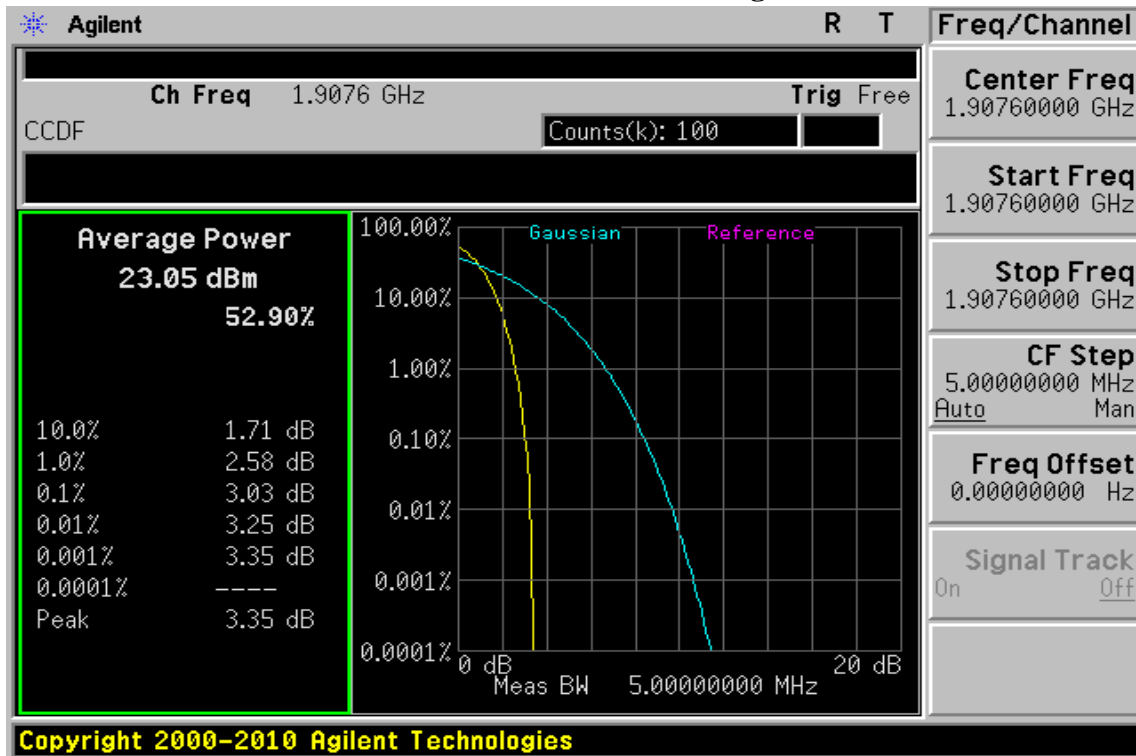 Agilent R T
Ch Freq 1.9076 GHz Trig Free
CCDF Counts(k): 100
Average Power
23.05 dBm
52.90%
10.0% 1.71 dB
1.0% 2.58 dB
0.1% 3.03 dB
0.01% 3.25 dB
0.001% 3.35 dB
0.0001% ----
Peak 3.35 dB
Gaussian Reference
100.00%
10.00%
1.00%
0.10%
0.01%
0.001%
0.0001%
0 dB 20 dB
Meas BW 5.00000000 MHz
Freq/Channel
Center Freq
1.90760000 GHz
Start Freq
1.90760000 GHz
Stop Freq
1.90760000 GHz
CF Step
5.00000000 MHz
Auto Man
Freq Offset
0.00000000 Hz
Signal Track
On Off
Copyright 2000-2010 Agilent Technologies